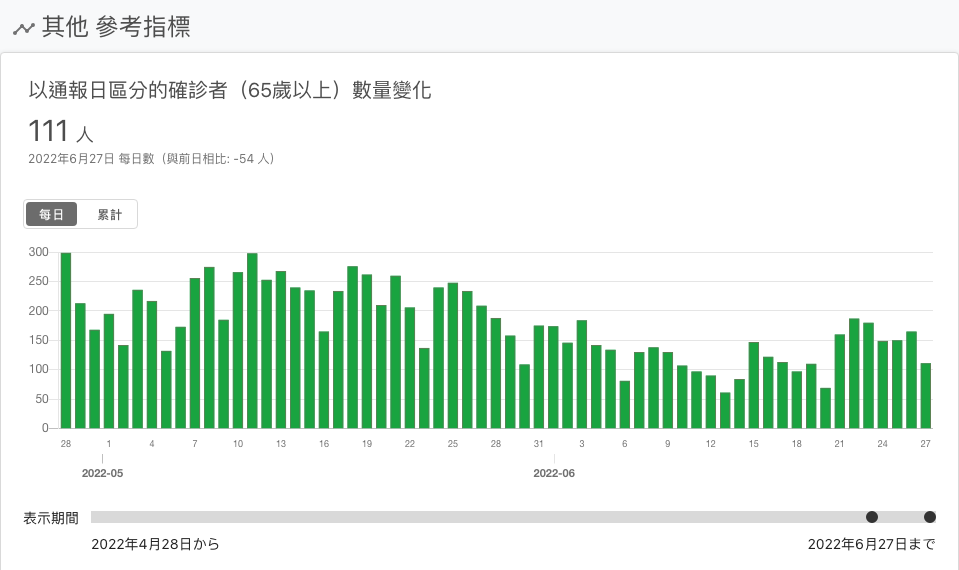 其他 參考指標
以通報日區分的確診者（65歲以上）數量變化
111 人
2022年6月27日 每日數（與前日相比: -54 人）
每日 累計
300
250
200
150
100
50
0
28 1 4 7 10 13 16 19 22 25 28 31 3 6 9 12 15 18 21 24 27
2022-05 2022-06
表示期間
2022年4月28日から 2022年6月27日まで